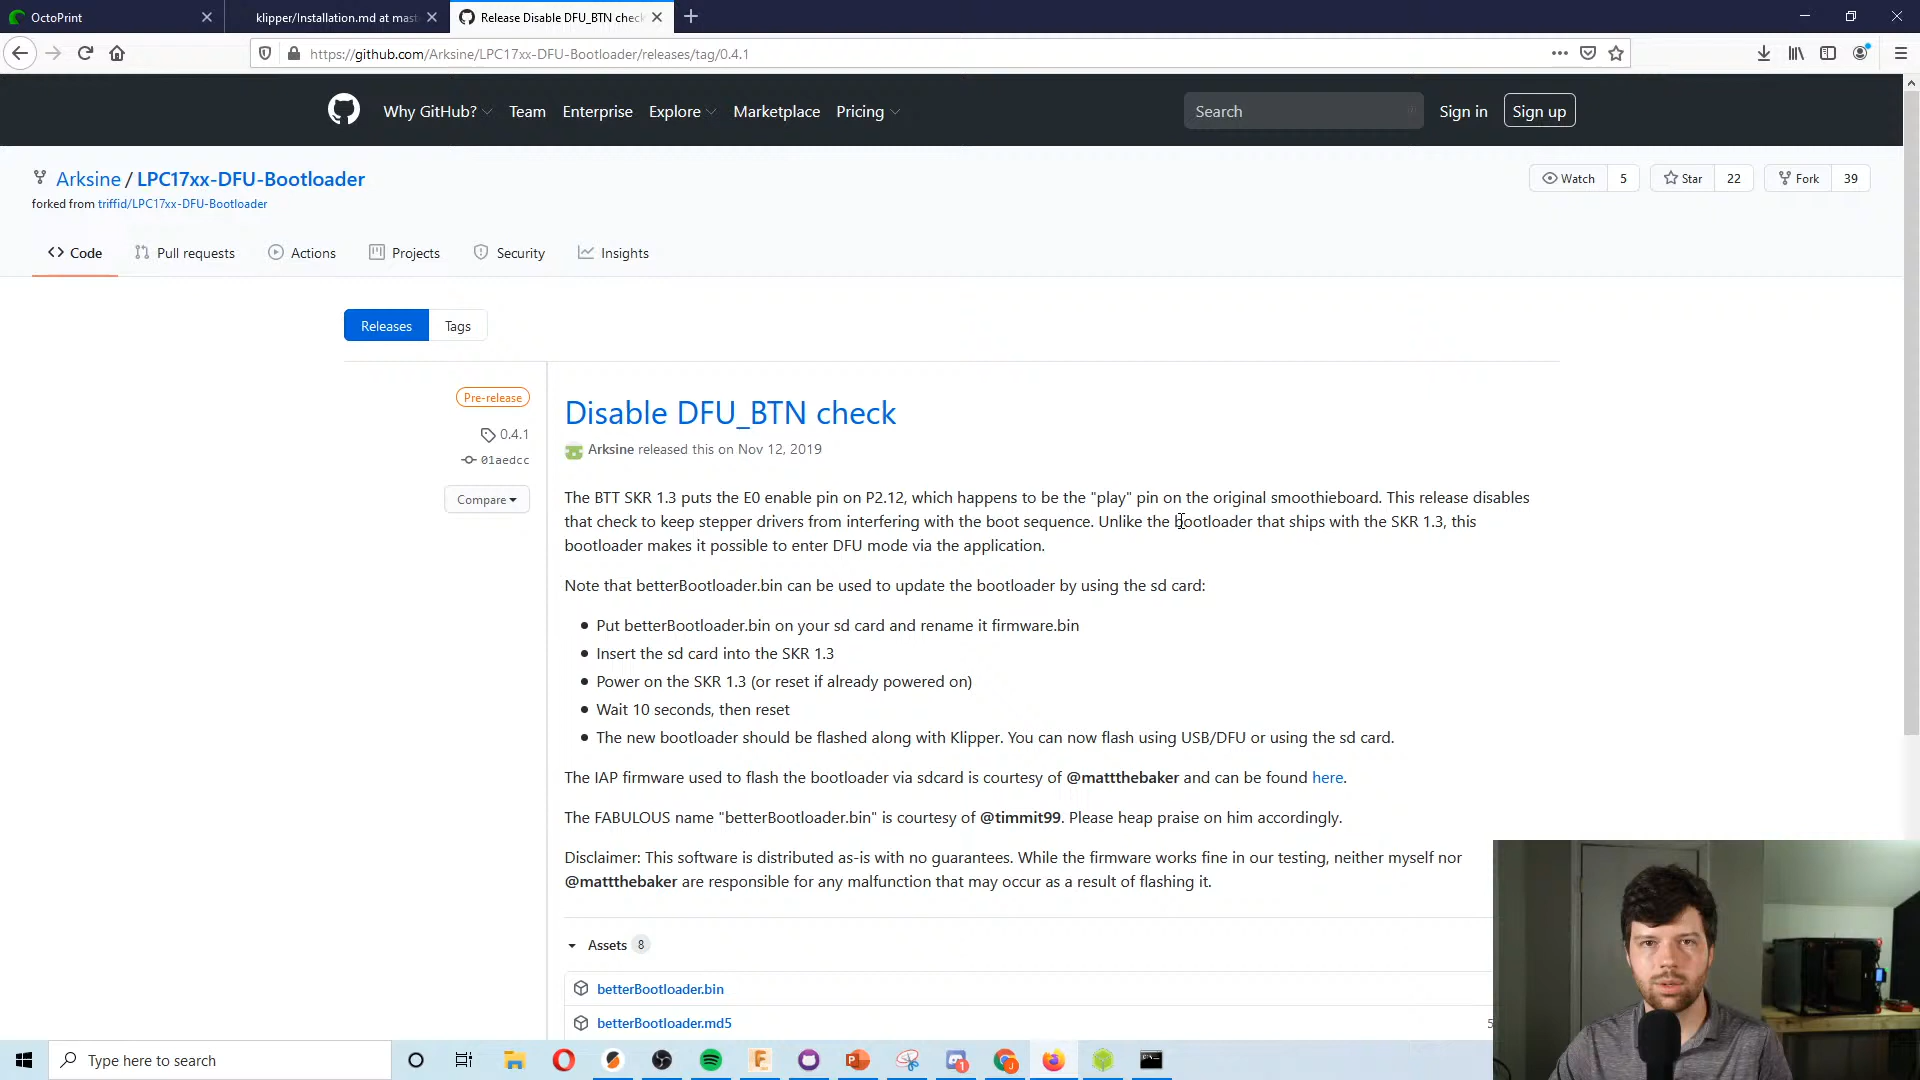 OctoPrint
klipper/Installation.md at mast
Release Disable DFU_BTN check
https://github.com/Arksine/LPC17xx-DFU-Bootloader/releases/tag/0.4.1
Why GitHub?
Team
Enterprise
Explore
Marketplace
Pricing
Search
Sign in
Sign up
Arksine / LPC17xx-DFU-Bootloader
Watch 5
Star 22
Fork 39
forked from triffid/LPC17xx-DFU-Bootloader
Code
Pull requests
Actions
Projects
Security
Insights
Releases
Tags
Pre-release
0.4.1
01aedcc
Compare
Disable DFU_BTN check
Arksine released this on Nov 12, 2019
The BTT SKR 1.3 puts the E0 enable pin on P2.12, which happens to be the "play" pin on the original smoothieboard. This release disables
that check to keep stepper drivers from interfering with the boot sequence. Unlike the bootloader that ships with the SKR 1.3, this
bootloader makes it possible to enter DFU mode via the application.
Note that betterBootloader.bin can be used to update the bootloader by using the sd card:
Put betterBootloader.bin on your sd card and rename it firmware.bin
Insert the sd card into the SKR 1.3
Power on the SKR 1.3 (or reset if already powered on)
Wait 10 seconds, then reset
The new bootloader should be flashed along with Klipper. You can now flash using USB/DFU or using the sd card.
The IAP firmware used to flash the bootloader via sdcard is courtesy of @mattthebaker and can be found here.
The FABULOUS name "betterBootloader.bin" is courtesy of @timmit99. Please heap praise on him accordingly.
Disclaimer: This software is distributed as-is with no guarantees. While the firmware works fine in our testing, neither myself nor
@mattthebaker are responsible for any malfunction that may occur as a result of flashing it.
Assets 8
betterBootloader.bin
betterBootloader.md5
5
Type here to search